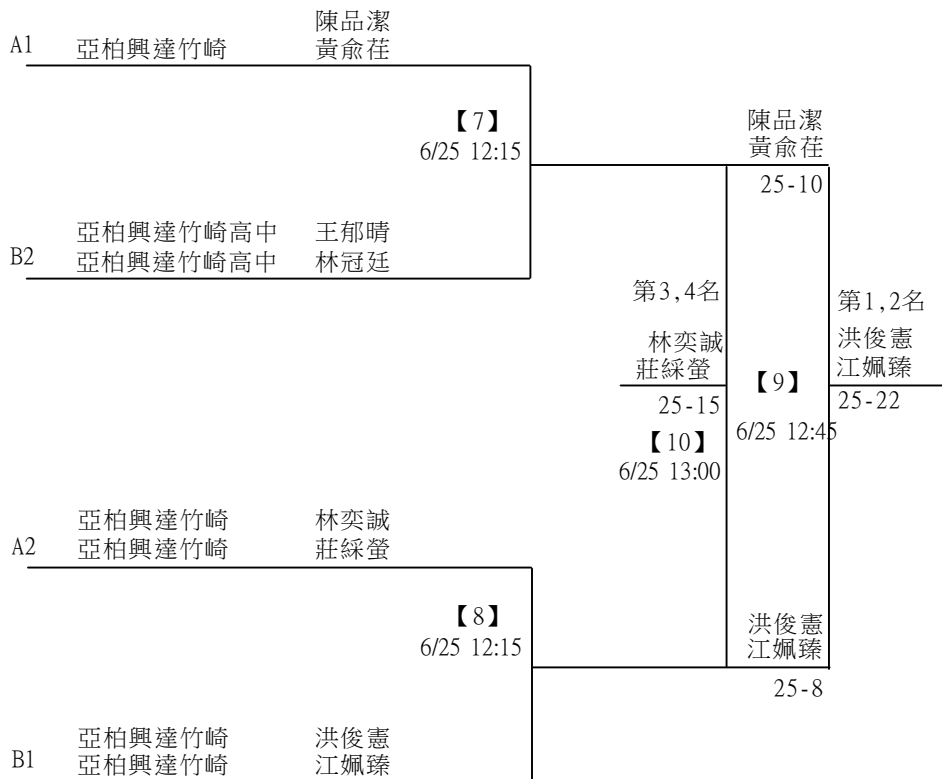 陳品潔
A1 亞柏興達竹崎 黃俞荏
【7】
6/25 12:15
陳品潔
黃俞荏
25-10
亞柏興達竹崎高中 王郁晴
B2 亞柏興達竹崎高中 林冠廷
第3,4名
第1,2名
林奕誠
莊綵螢
洪俊憲
江姵臻
【9】
25-15
25-22
【10】
6/25 12:45
6/25 13:00
亞柏興達竹崎 林奕誠
A2 亞柏興達竹崎 莊綵螢
【8】
6/25 12:15
洪俊憲
江姵臻
25-8
亞柏興達竹崎 洪俊憲
B1 亞柏興達竹崎 江姵臻